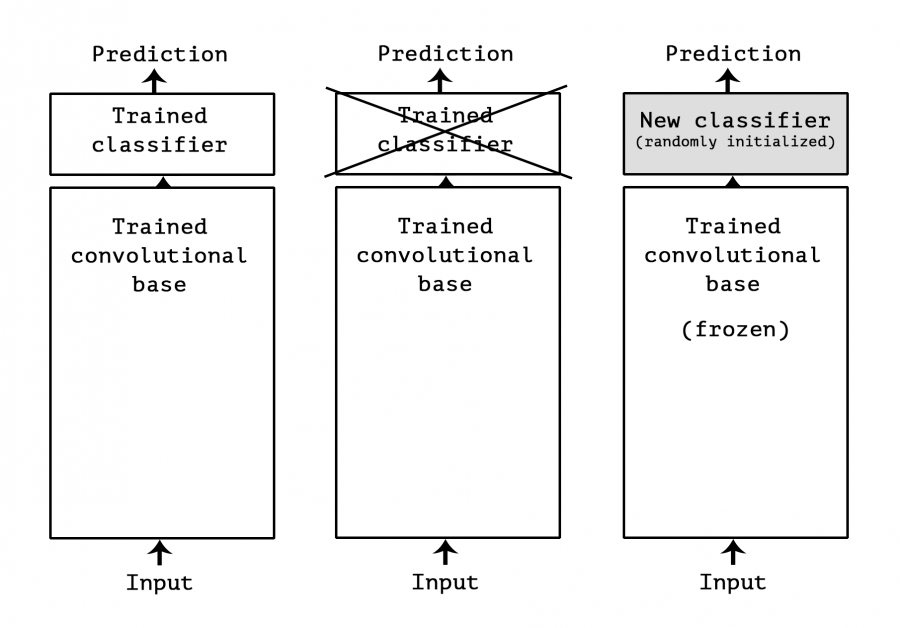 Prediction
Trained
classifier
Trained
convolutional
base
Input
Prediction
Trained
classifier
Trained
convolutional
base
Input
Prediction
New classifier
(randomly initialized)
Trained
convolutional
base
(frozen)
Input